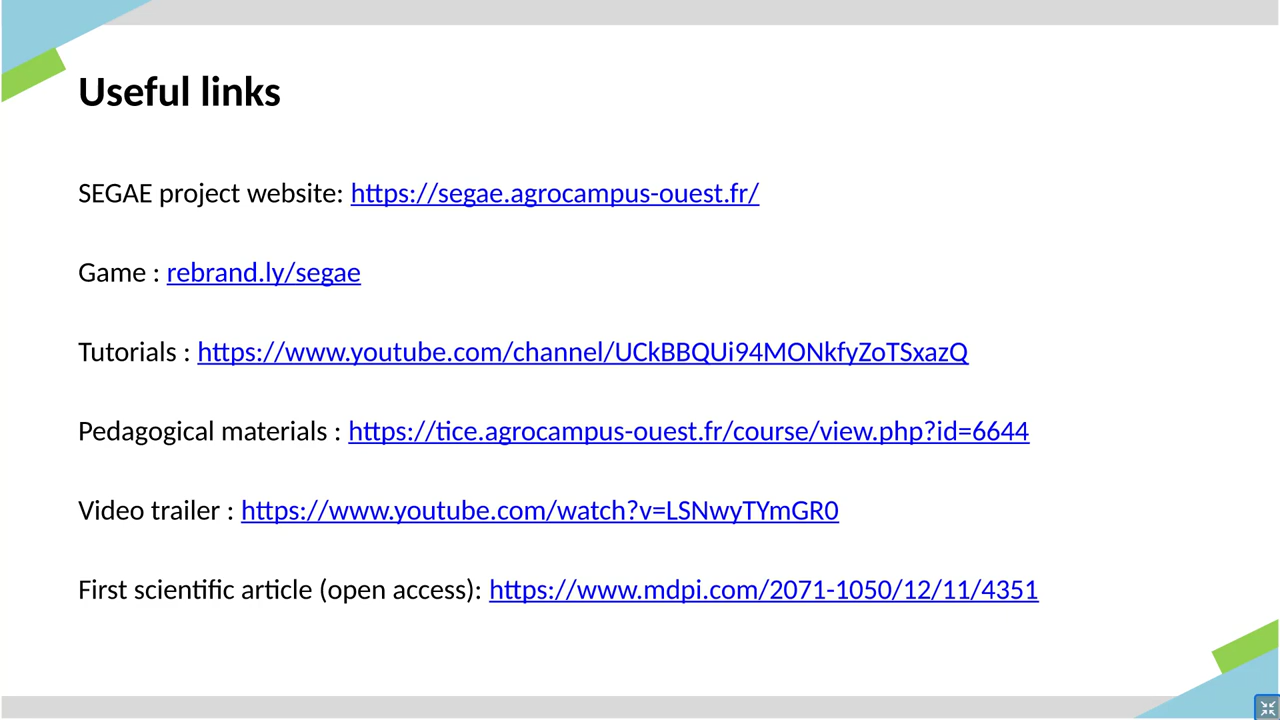 Useful links
SEGAE project website: https://segae.agrocampus-ouest.fr/
Game : rebrand.ly/segae
Tutorials : https://www.youtube.com/channel/UCkBBQUi94MONkfyZoTSxazQ
Pedagogical materials : https://tice.agrocampus-ouest.fr/course/view.php?id=6644
Video trailer : https://www.youtube.com/watch?v=LSNwyTYmGR0
First scientific article (open access): https://www.mdpi.com/2071-1050/12/11/4351